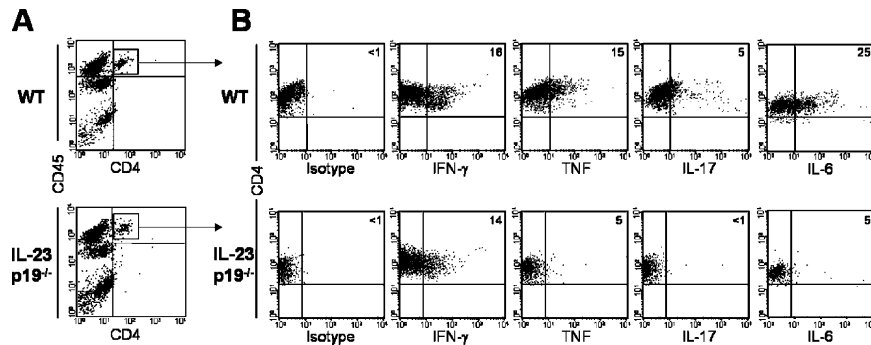 A
B
WT
CD45
CD4
IL-23
p19-/-
CD4
WT
CD4
<1
Isotype
16
IFN-γ
15
TNF
5
IL-17
25
IL-6
IL-23
p19-/-
<1
Isotype
14
IFN-γ
5
TNF
<1
IL-17
5
IL-6